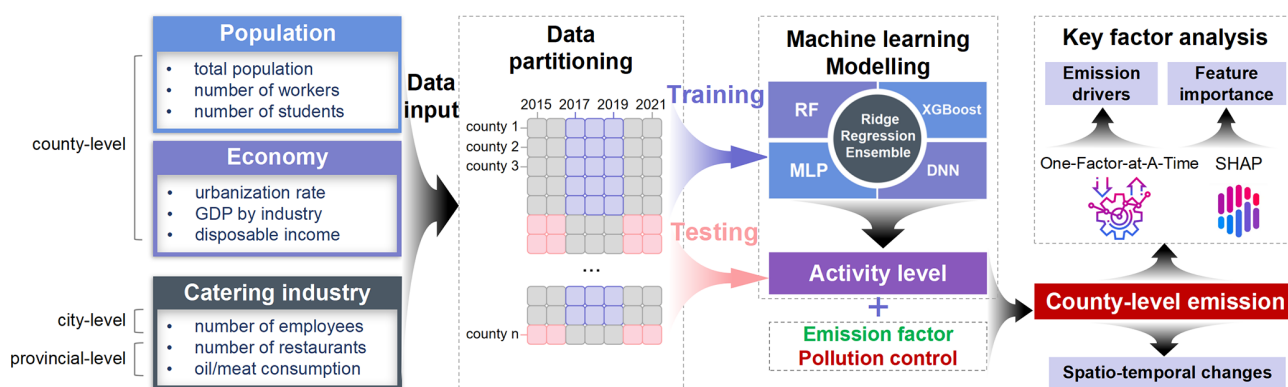 county-level
city-level
provincial-level
Population
• total population
• number of workers
• number of students
Economy
• urbanization rate
• GDP by industry
• disposable income
Catering industry
• number of employees
• number of restaurants
• oil/meat consumption
Data
input
Data
partitioning
2015 2017 2019 2021
county 1
county 2
county 3
...
county n
Training
Testing
Machine learning
Modelling
RF
XGBoost
MLP
DNN
Ridge
Regression
Ensemble
Activity level
+
Emission factor
Pollution control
Key factor analysis
Emission
drivers
Feature
importance
One-Factor-at-A-Time
SHAP
County-level emission
Spatio-temporal changes